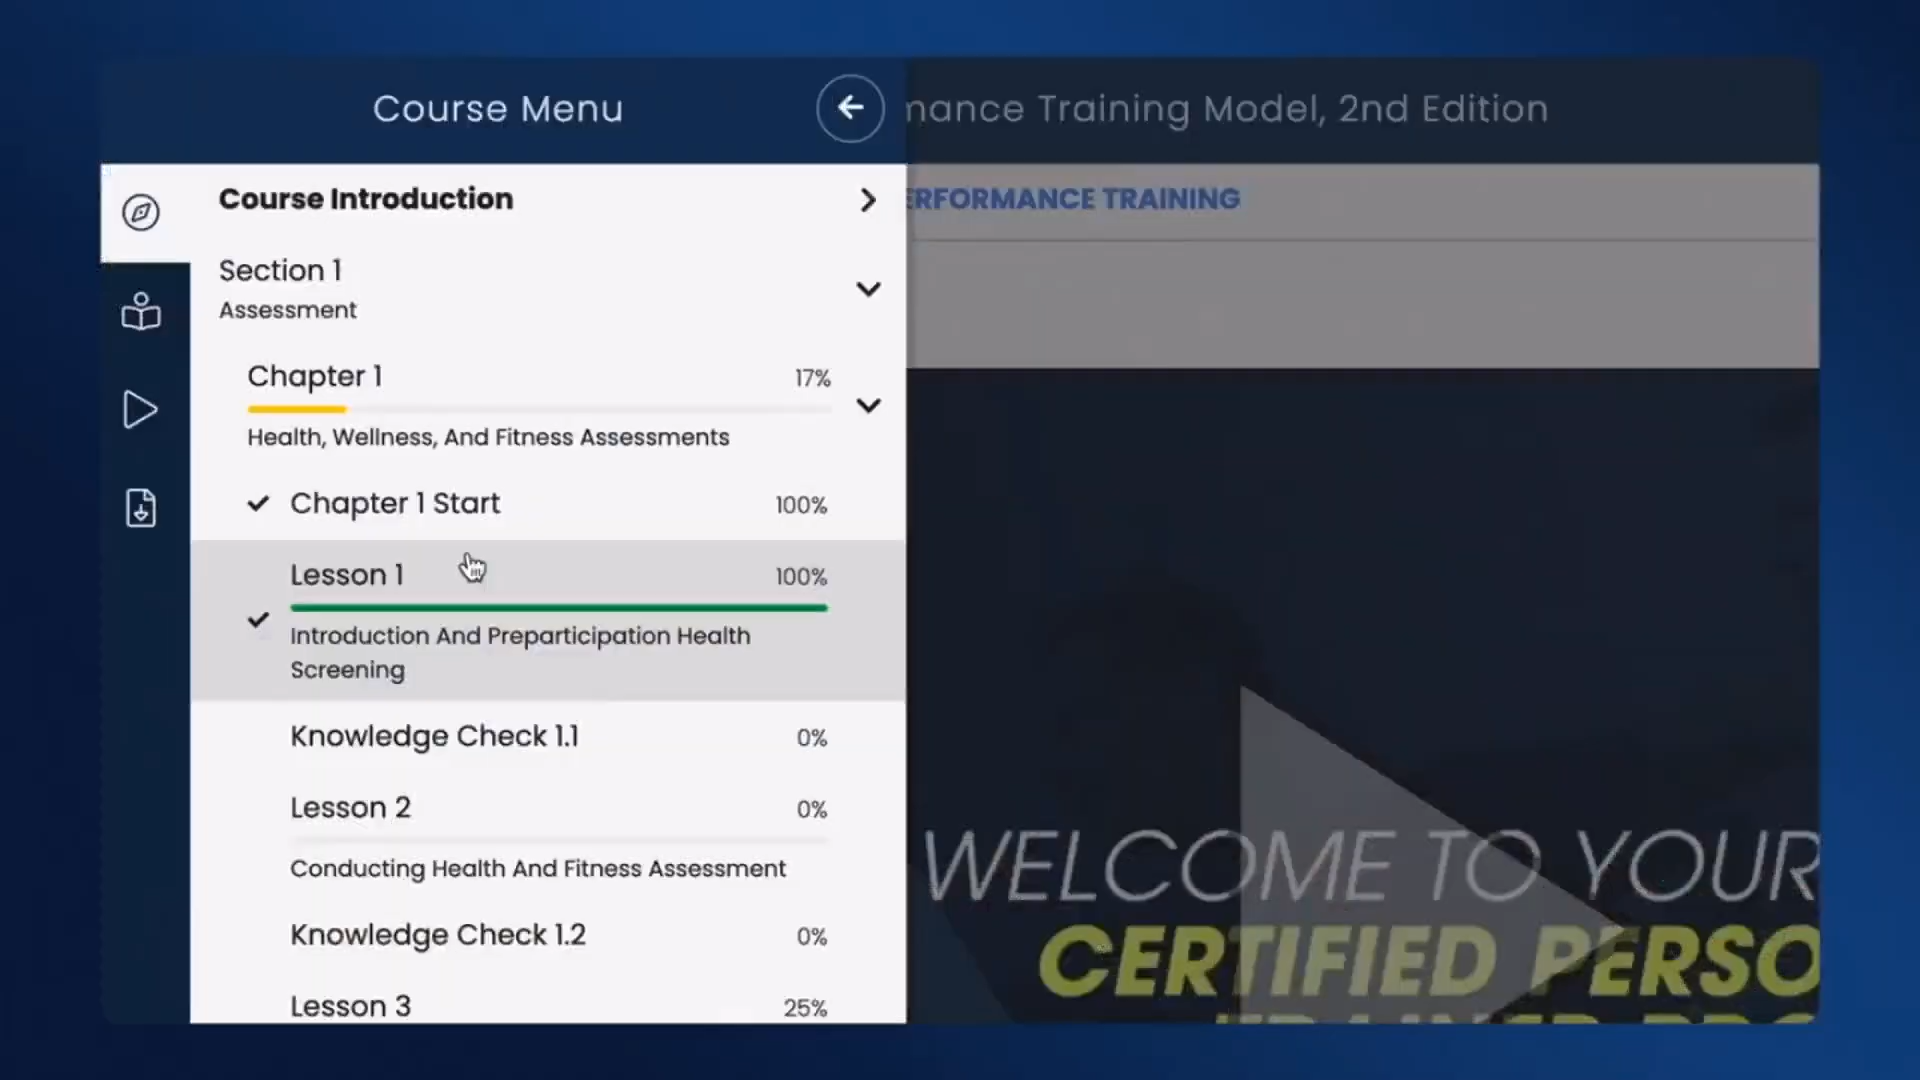 Course Menu
mance Training Model, 2nd Edition
Course Introduction
ERFORMANCE TRAINING
Section 1
Assessment
Chapter 1
17%
Health, Wellness, And Fitness Assessments
Chapter 1 Start
100%
Lesson 1
100%
Introduction And Preparticipation Health
Screening
Knowledge Check 1.1
0%
Lesson 2
0%
Conducting Health And Fitness Assessment
Knowledge Check 1.2
0%
Lesson 3
25%
WELCOME TO YOUR
CERTIFIED PERSO